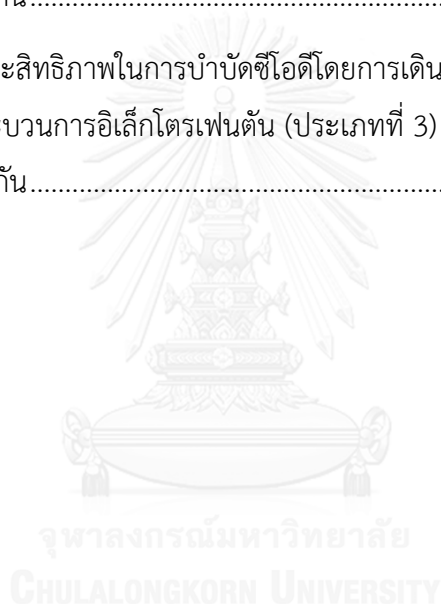 กัน.......................................................
ะสิทธิภาพในการบำบัดซีโอดีโดยการเดิน
ะบวนการอิเล็กโตรเฟนตัน (ประเภทที่ 3)
กัน.......................................................
จุฬาลงกรณ์มหาวิทยาลัย
CHULALONGKORN UNIVERSITY